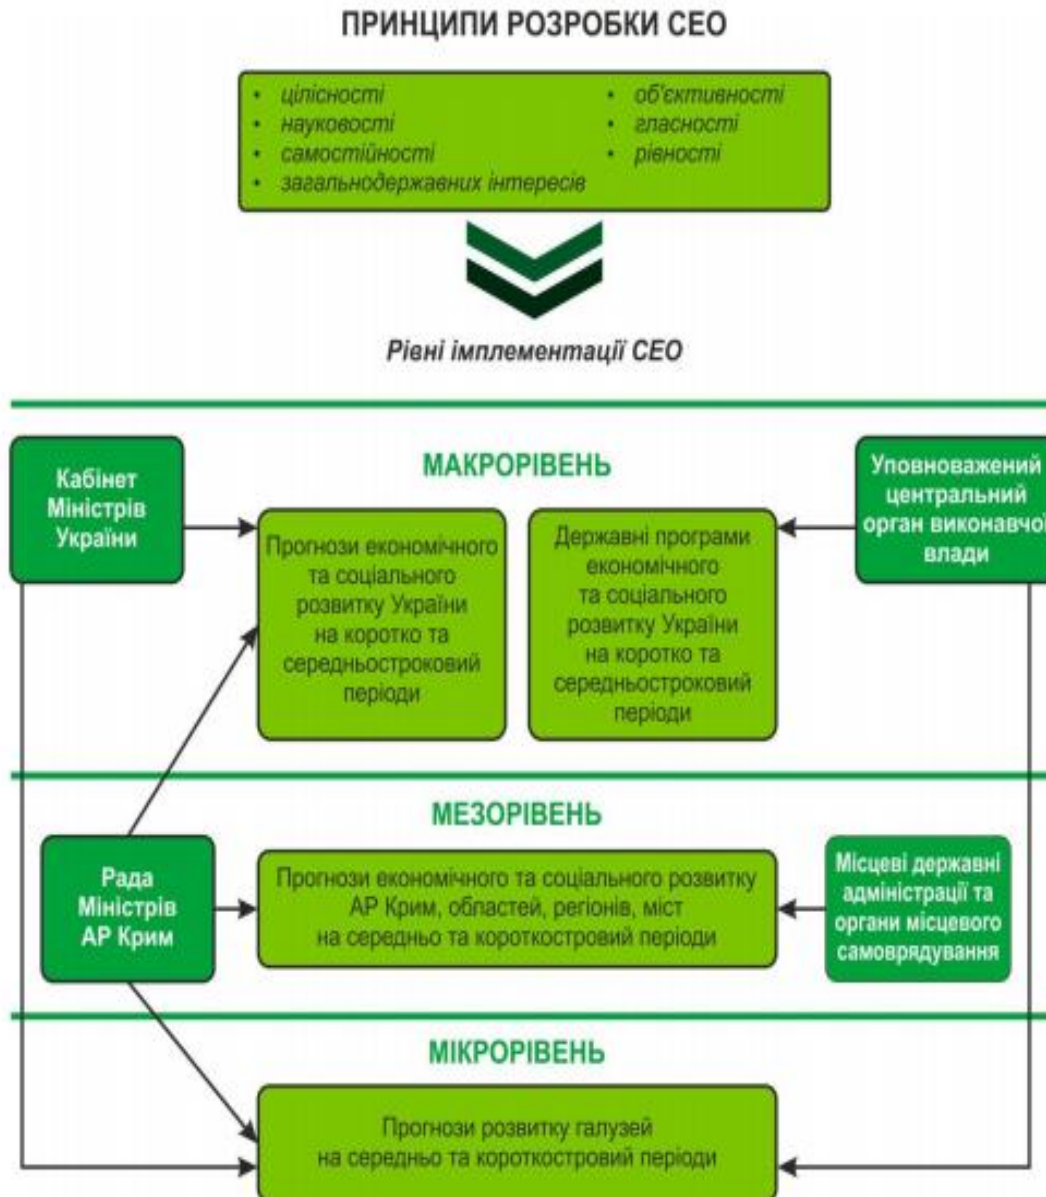 ПРИНЦИПИ РОЗРОБКИ СЕО
• цілісності
• науковості
• самостійності
• загальнодержавних інтересів
• об'єктивності
• гласності
• рівності
Рівні імплементації СЕО
МАКРОРІВЕНЬ
Кабінет
Міністрів
України
Прогнози економічного
та соціального
розвитку України
на коротко та
середньостроковий
періоди
Державні програми
економічного
та соціального
розвитку України
на коротко та
середньостроковий
періоди
Уповноважений
центральний
орган виконавчої
влади
МЕЗОРІВЕНЬ
Рада
Міністрів
АР Крим
Прогнози економічного та соціального розвитку
АР Крим, областей, регіонів, міст
на середньо та короткостровий періоди
Місцеві державні
адміністрації та
органи місцевого
самоврядування
МІКРОРІВЕНЬ
Прогнози розвитку галузей
на середньо та короткостровий періоди